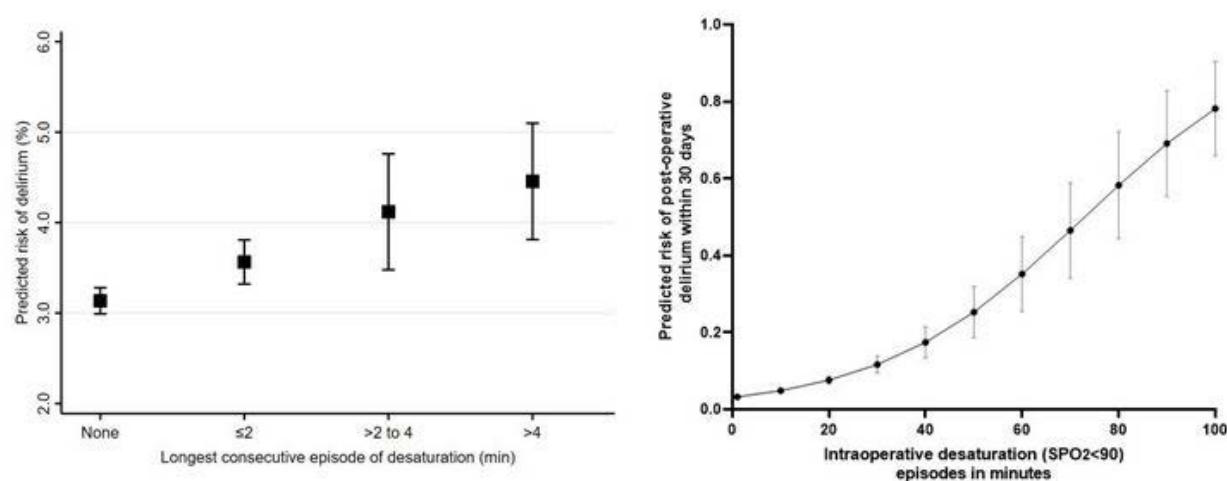 6.0
5.0
4.0
3.0
2.0
Predicted risk of delirium (%)
None
≤2
>2 to 4
>4
Longest consecutive episode of desaturation (min)
1.0
0.8
0.6
0.4
0.2
0.0
Predicted risk of post-operative
delirium within 30 days
0
20
40
60
80
100
Intraoperative desaturation (SPO2<90)
episodes in minutes